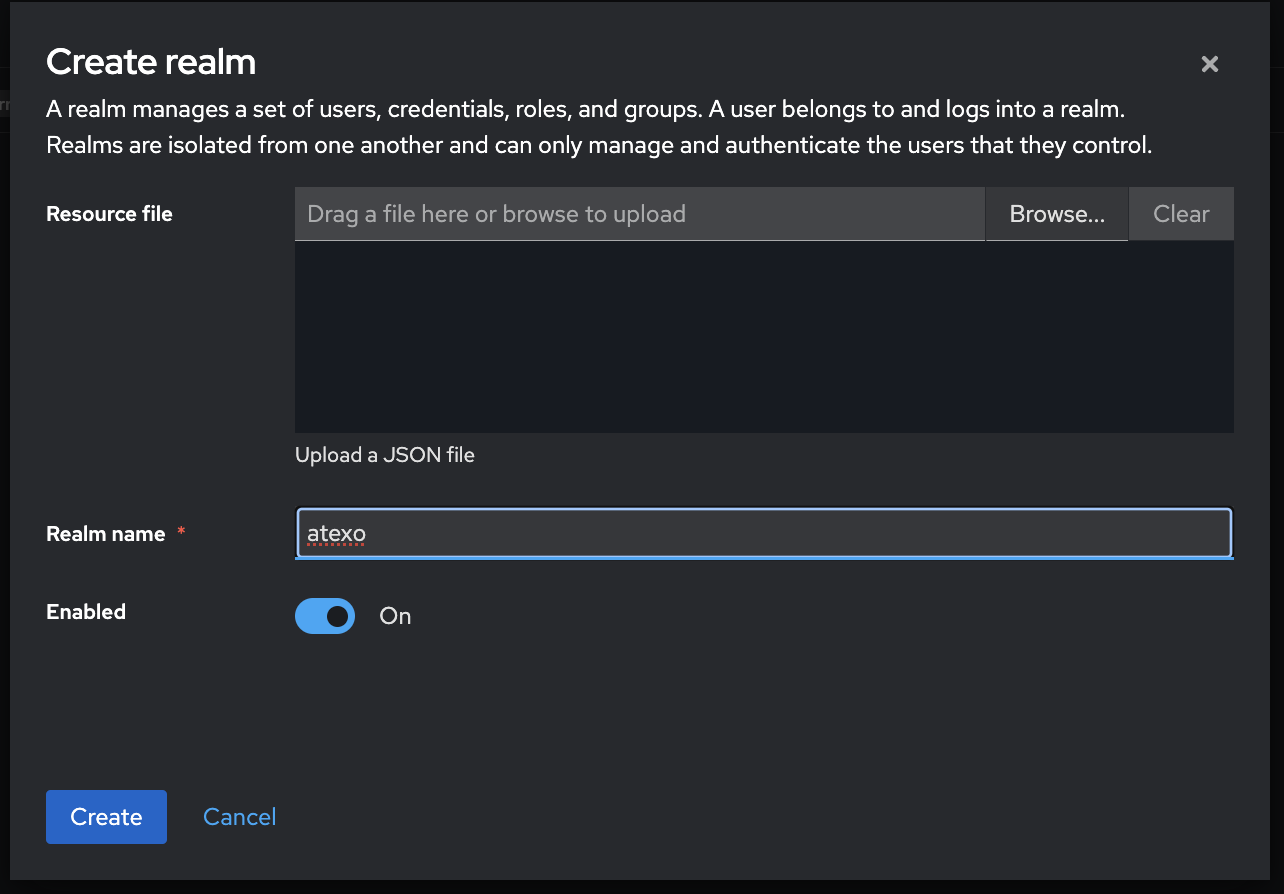 Create realm
A realm manages a set of users, credentials, roles, and groups. A user belongs to and logs into a realm.
Realms are isolated from one another and can only manage and authenticate the users that they control.
Resource file
Drag a file here or browse to upload
Browse...
Clear
Upload a JSON file
Realm name *
atexo
Enabled
On
Create
Cancel